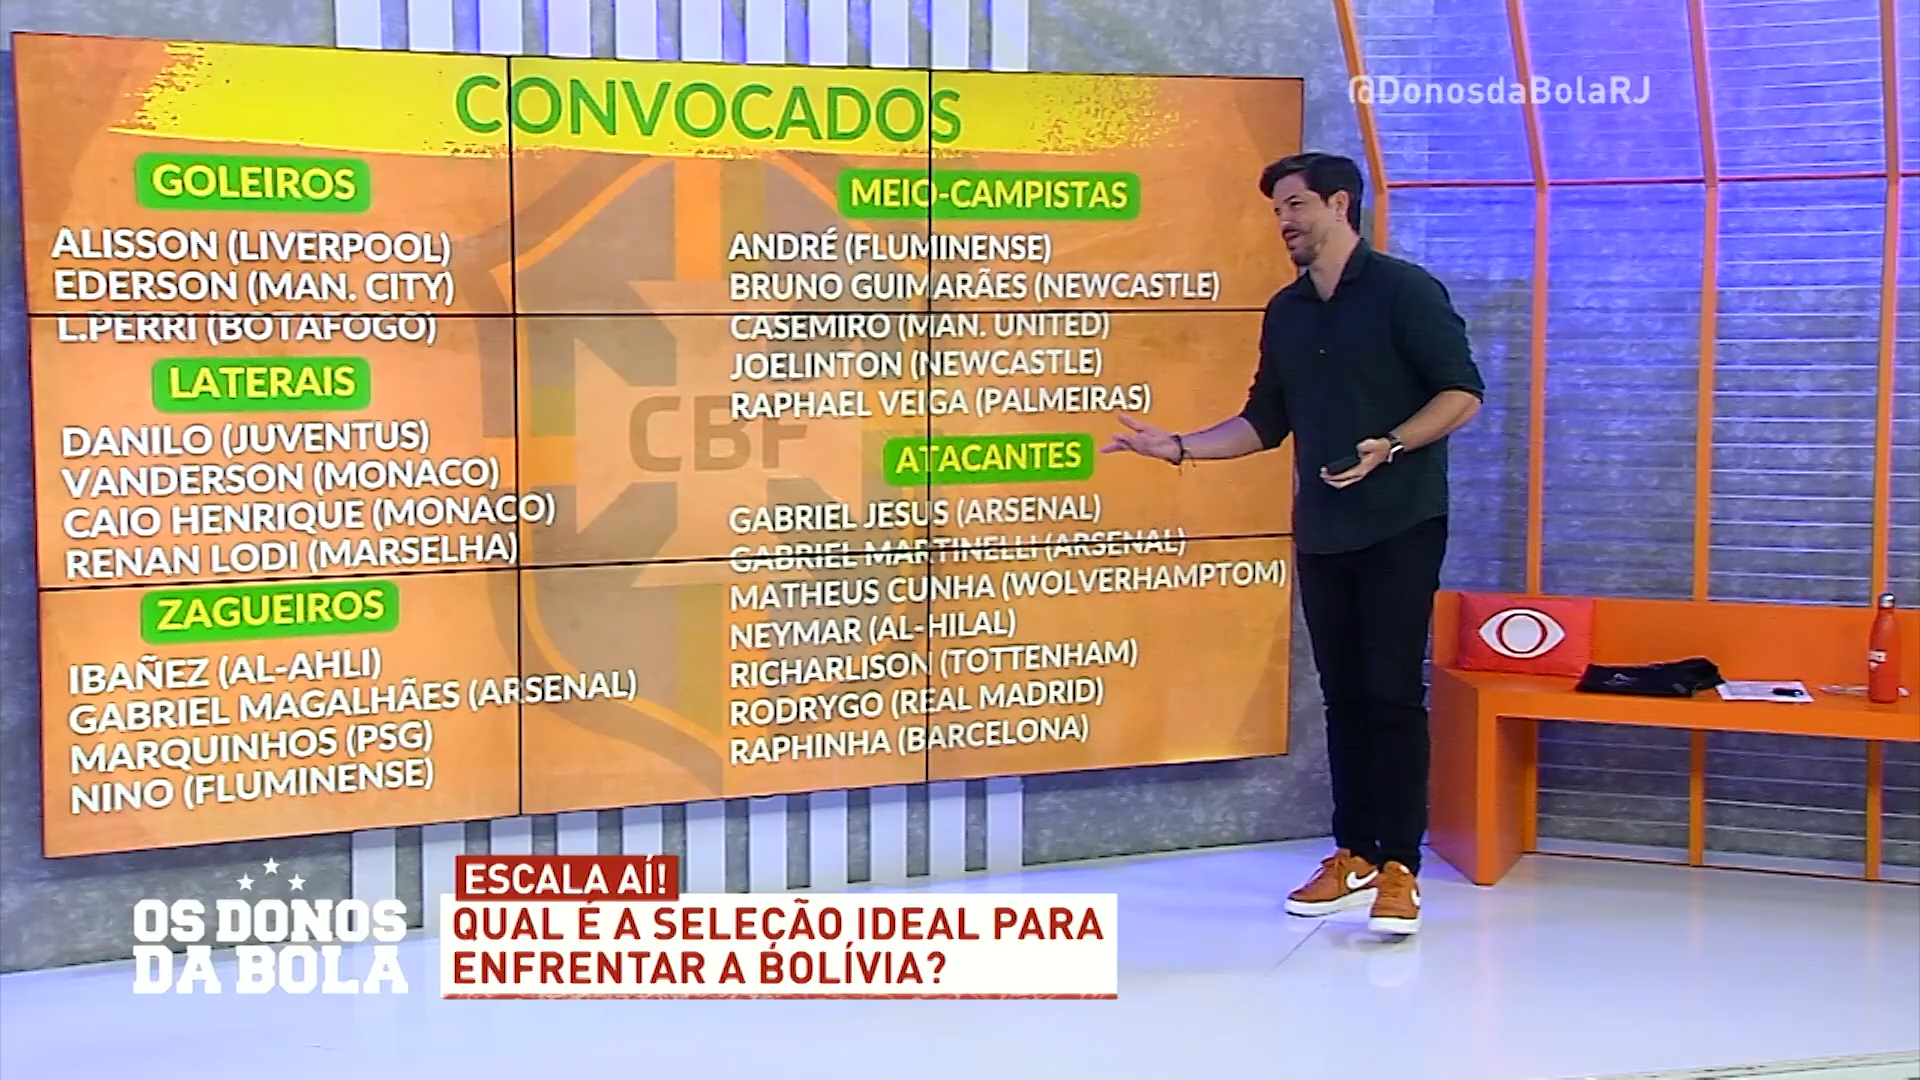 @DonosdaBolaRJ
CONVOCADOS
GOLEIROS
ALISSON (LIVERPOOL)
EDERSON (MAN. CITY)
L.PERRI (BOTAFOGO)
LATERAIS
DANILO (JUVENTUS)
VANDERSON (MONACO)
CAIO HENRIQUE (MONACO)
RENAN LODI (MARSELHA)
ZAGUEIROS
IBAÑEZ (AL-AHLI)
GABRIEL MAGALHÃES (ARSENAL)
MARQUINHOS (PSG)
NINO (FLUMINENSE)
MEIO-CAMPISTAS
ANDRÉ (FLUMINENSE)
BRUNO GUIMARÃES (NEWCASTLE)
CASEMIRO (MAN. UNITED)
JOELINTON (NEWCASTLE)
RAPHAEL VEIGA (PALMEIRAS)
ATACANTES
GABRIEL JESUS (ARSENAL)
GABRIEL MARTINELLI (ARSENAL)
MATHEUS CUNHA (WOLVERHAMPTOM)
NEYMAR (AL-HILAL)
RICHARLISON (TOTTENHAM)
RODRYGO (REAL MADRID)
RAPHINHA (BARCELONA)
CBF
OS DONOS
DA BOLA
ESCALA AÍ!
QUAL É A SELEÇÃO IDEAL PARA
ENFRENTAR A BOLÍVIA?